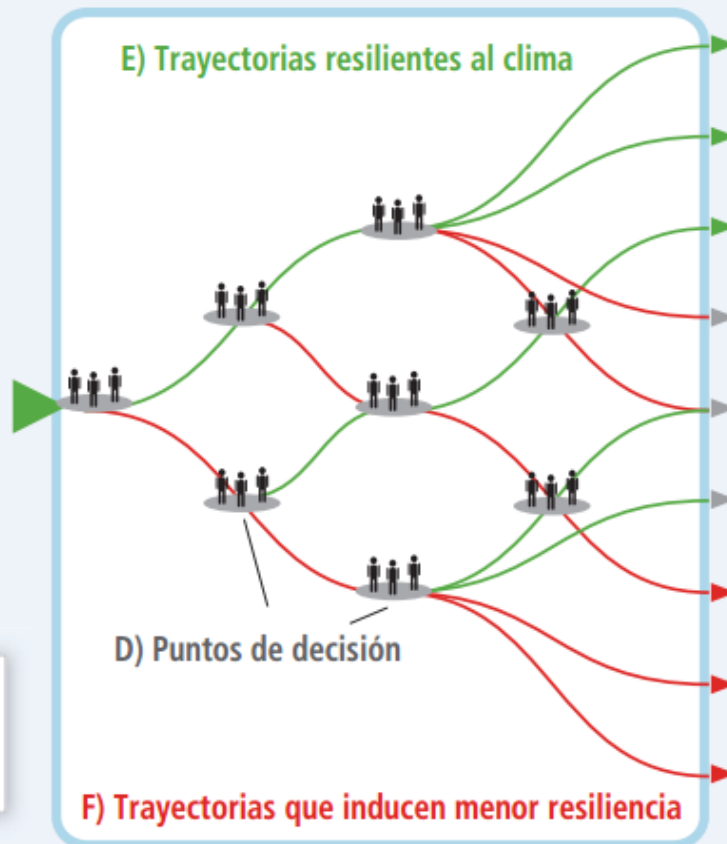 E) Trayectorias resilientes al clima
D) Puntos de decisión
F) Trayectorias que inducen menor resiliencia